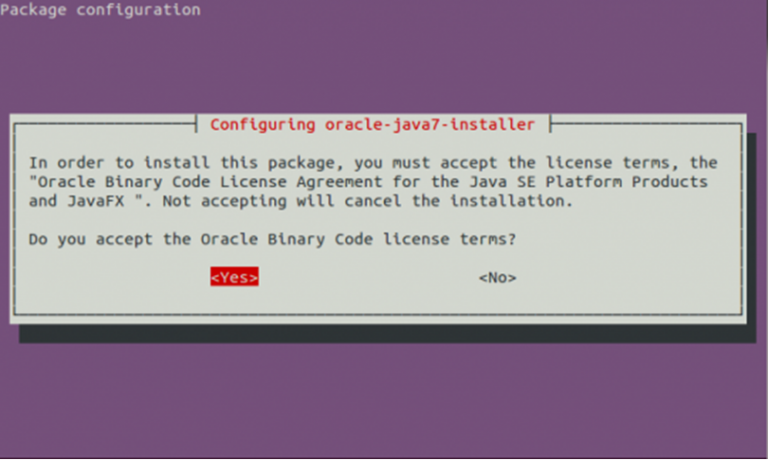 Package configuration
Configuring oracle-java7-installer
In order to install this package, you must accept the license terms, the
"Oracle Binary Code License Agreement for the Java SE Platform Products
and JavaFX ". Not accepting will cancel the installation.
Do you accept the Oracle Binary Code license terms?
<Yes> <No>